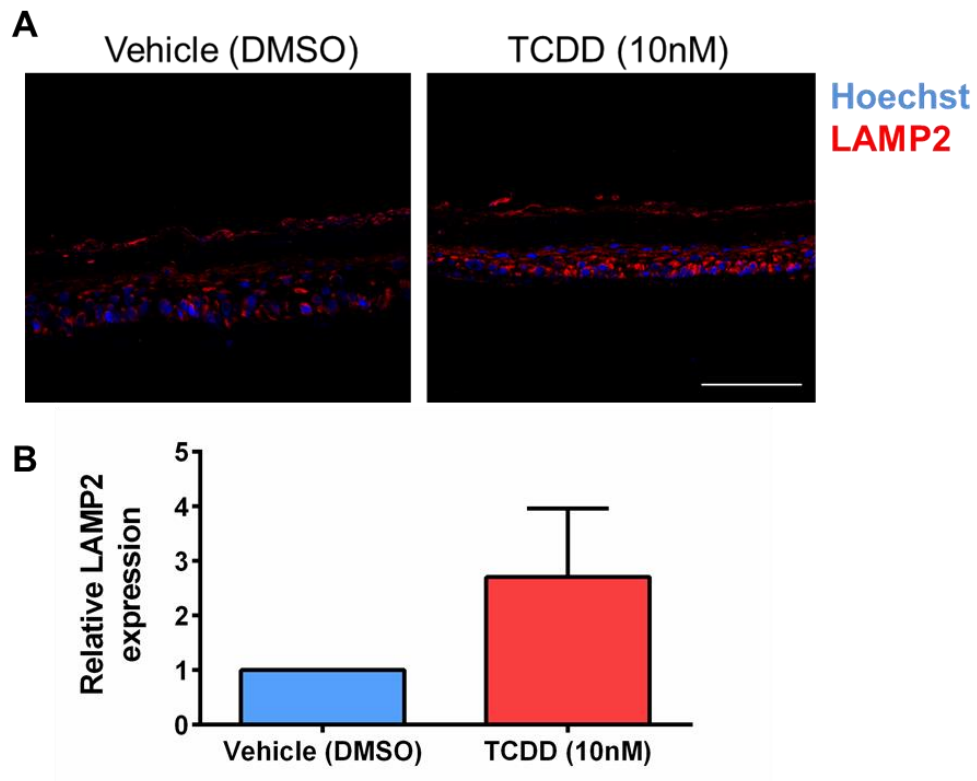 A
Vehicle (DMSO)
TCDD (10nM)
Hoechst
LAMP2
B
Relative LAMP2
expression
5
4
3
2
1
0
Vehicle (DMSO)
TCDD (10nM)